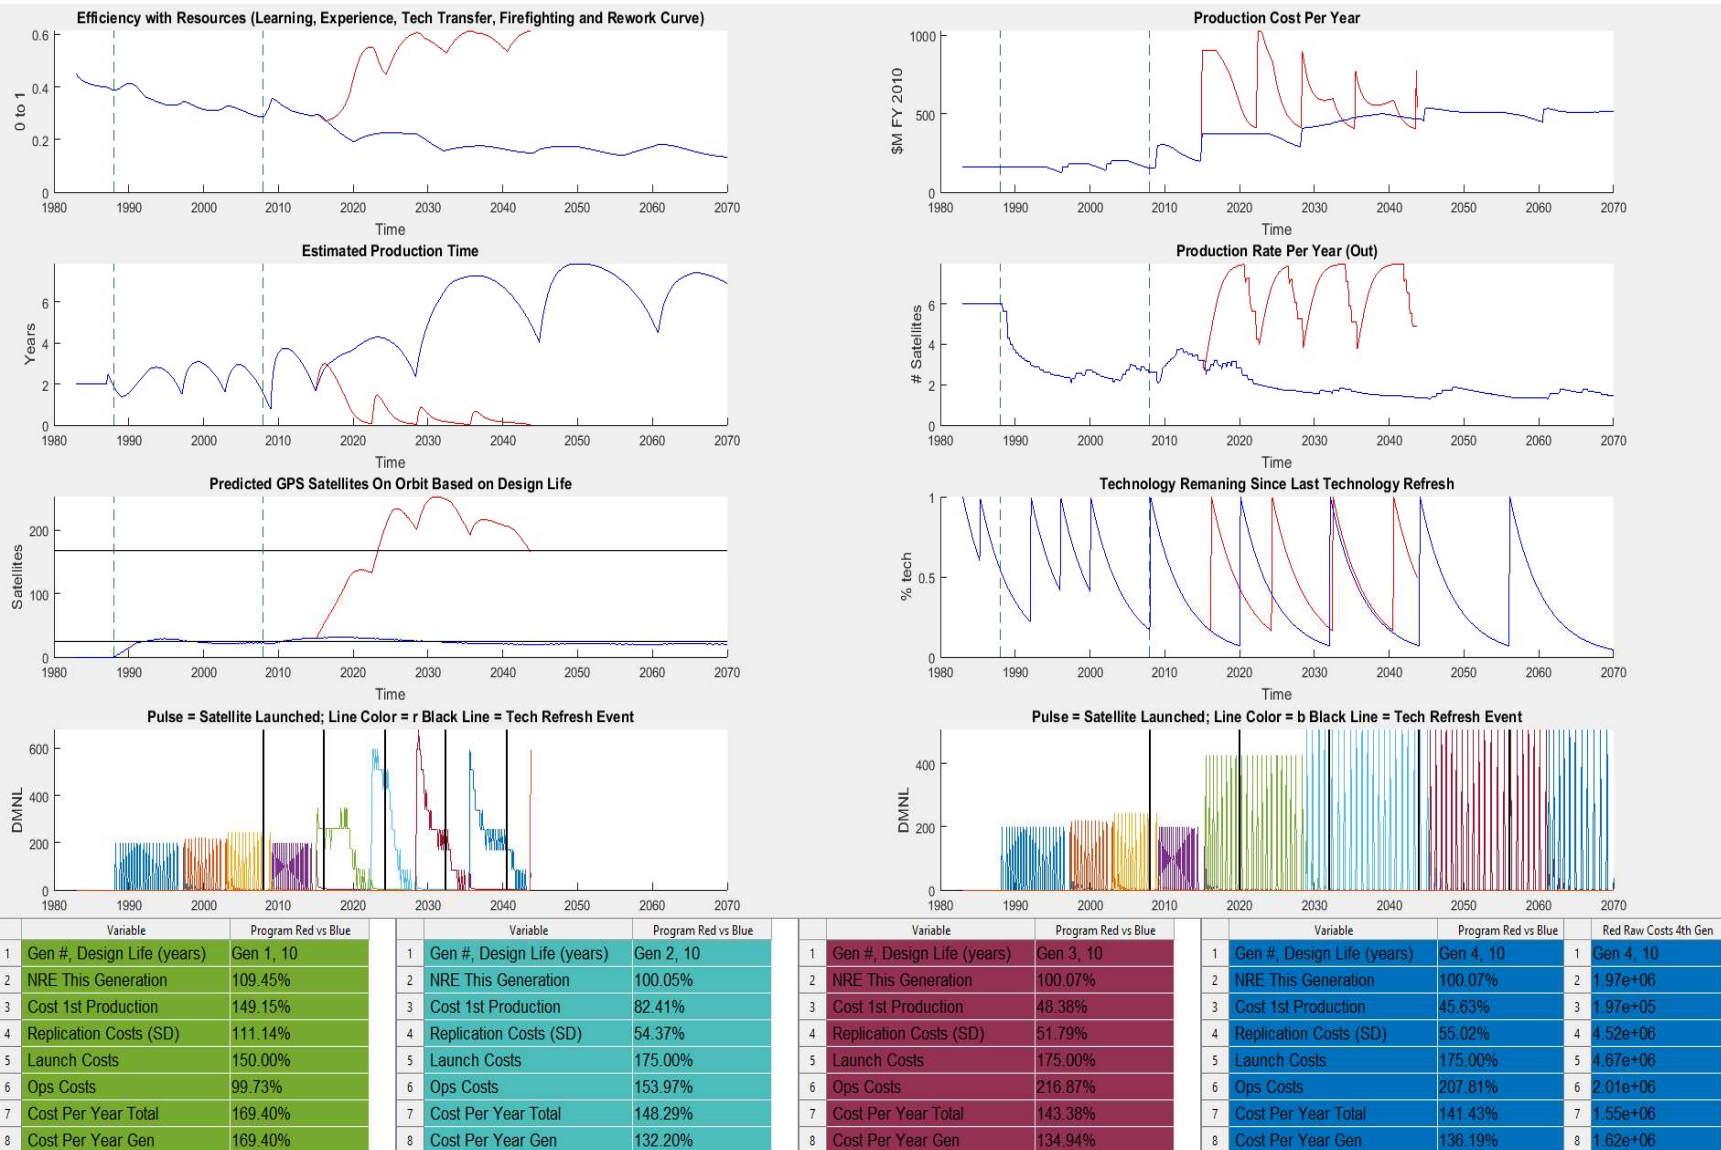 Efficiency with Resources (Learning, Experience, Tech Transfer, Firefighting and Rework Curve)
0 to 1
0.6
0.4
0.2
0
1980 1990 2000 2010 2020 2030 2040 2050 2060 2070
Time
Production Cost Per Year
$M FY 2010
1000
500
0
1980 1990 2000 2010 2020 2030 2040 2050 2060 2070
Time
Estimated Production Time
Years
6
4
2
0
1980 1990 2000 2010 2020 2030 2040 2050 2060 2070
Time
Production Rate Per Year (Out)
# Satellites
6
4
2
0
1980 1990 2000 2010 2020 2030 2040 2050 2060 2070
Time
Predicted GPS Satellites On Orbit Based on Design Life
Satellites
200
100
0
1980 1990 2000 2010 2020 2030 2040 2050 2060 2070
Time
Technology Remaning Since Last Technology Refresh
% tech
1
0.5
0
1980 1990 2000 2010 2020 2030 2040 2050 2060 2070
Time
Pulse = Satellite Launched; Line Color = r Black Line = Tech Refresh Event
DMNL
600
400
200
0
1980 1990 2000 2010 2020 2030 2040 2050 2060 2070
Pulse = Satellite Launched; Line Color = b Black Line = Tech Refresh Event
DMNL
400
200
0
1980 1990 2000 2010 2020 2030 2040 2050 2060 2070
Variable Program Red vs Blue
1 Gen #, Design Life (years) Gen 1, 10
2 NRE This Generation 109.45%
3 Cost 1st Production 149.15%
4 Replication Costs (SD) 111.14%
5 Launch Costs 150.00%
6 Ops Costs 99.73%
7 Cost Per Year Total 169.40%
8 Cost Per Year Gen 169.40%
Variable Program Red vs Blue
1 Gen #, Design Life (years) Gen 2, 10
2 NRE This Generation 100.05%
3 Cost 1st Production 82.41%
4 Replication Costs (SD) 54.37%
5 Launch Costs 175.00%
6 Ops Costs 153.97%
7 Cost Per Year Total 148.29%
8 Cost Per Year Gen 132.20%
Variable Program Red vs Blue
1 Gen #, Design Life (years) Gen 3, 10
2 NRE This Generation 100.07%
3 Cost 1st Production 48.38%
4 Replication Costs (SD) 51.79%
5 Launch Costs 175.00%
6 Ops Costs 216.87%
7 Cost Per Year Total 143.38%
8 Cost Per Year Gen 134.94%
Variable Program Red vs Blue
1 Gen #, Design Life (years) Gen 4, 10
2 NRE This Generation 100.07%
3 Cost 1st Production 45.63%
4 Replication Costs (SD) 55.02%
5 Launch Costs 175.00%
6 Ops Costs 207.81%
7 Cost Per Year Total 141.43%
8 Cost Per Year Gen 136.19%
Red Raw Costs 4th Gen
1 Gen 4, 10
2 1.97e+06
3 1.97e+05
4 4.52e+06
5 4.67e+06
6 2.01e+06
7 1.55e+06
8 1.62e+06